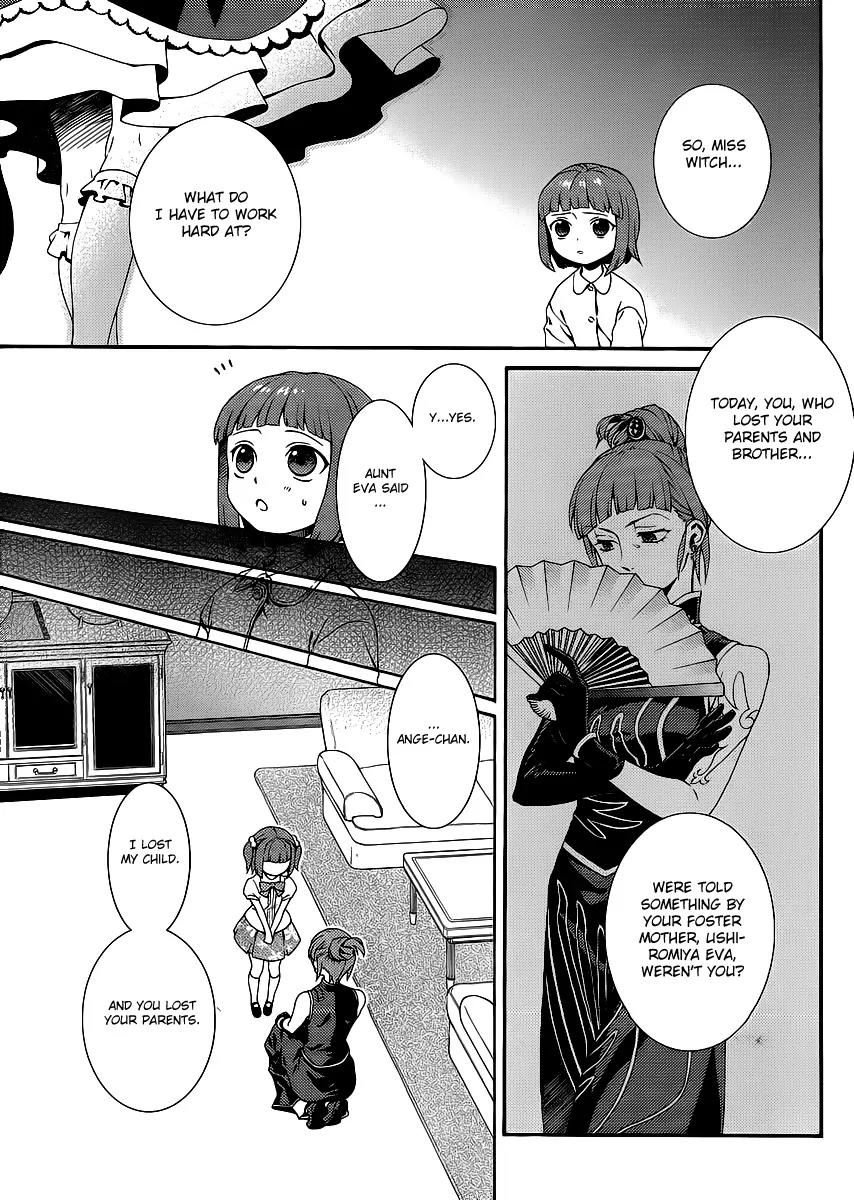 SO, MISS
WITCH...
WHAT DO
I HAVE TO WORK
HARD AT?
TODAY, YOU, WHO
LOST YOUR
PARENTS AND
BROTHER...
WERE TOLD
SOMETHING BY
YOUR FOSTER
MOTHER, USHI-
ROMIYA EVA,
WEREN'T YOU?
Y...YES.
AUNT
EVA SAID
...
...
ANGE-CHAN.
I LOST
MY CHILD.
AND YOU LOST
YOUR PARENTS.